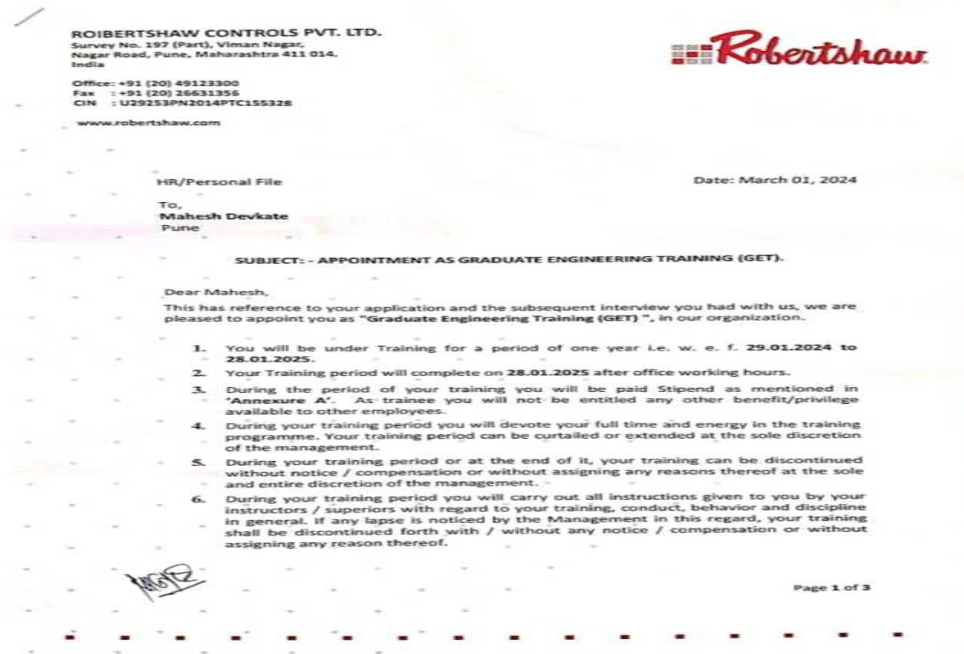 ROIBERTSHAW CONTROLS PVT. LTD.
Survey No. 197 (Part), Viman Nagar,
Nagar Road, Pune, Maharashtra 411 014.
India
Robertshaw
Office: +91 (20) 49123300
Fax : +91 (20) 26631356
CIN : U29253PN2014PTC155328
www.robertshaw.com
HR/Personal File
Date: March 01, 2024
To,
Mahesh Devkate
Pune
SUBJECT: - APPOINTMENT AS GRADUATE ENGINEERING TRAINING (GET).
Dear Mahesh,
This has reference to your application and the subsequent interview you had with us, we are
pleased to appoint you as "Graduate Engineering Training (GET) ", in our organization.
1. You will be under Training for a period of one year i.e. w. e. f. 29.01.2024 to
28.01.2025.
2. Your Training period will complete on 28.01.2025 after office working hours.
3. During the period of your training you will be paid Stipend as mentioned in
'Annexure A'. As trainee you will not be entitled any other benefit/privilege
available to other employees.
4. During your training period you will devote your full time and energy in the training
programme. Your training period can be curtailed or extended at the sole discretion
of the management.
5. During your training period or at the end of it, your training can be discontinued
without notice / compensation or without assigning any reasons thereof at the sole
and entire discretion of the management.
6. During your training period you will carry out all instructions given to you by your
instructors / superiors with regard to your training, conduct, behavior and discipline
in general. If any lapse is noticed by the Management in this regard, your training
shall be discontinued forth with / without any notice / compensation or without
assigning any reason thereof.
Page 1 of 3